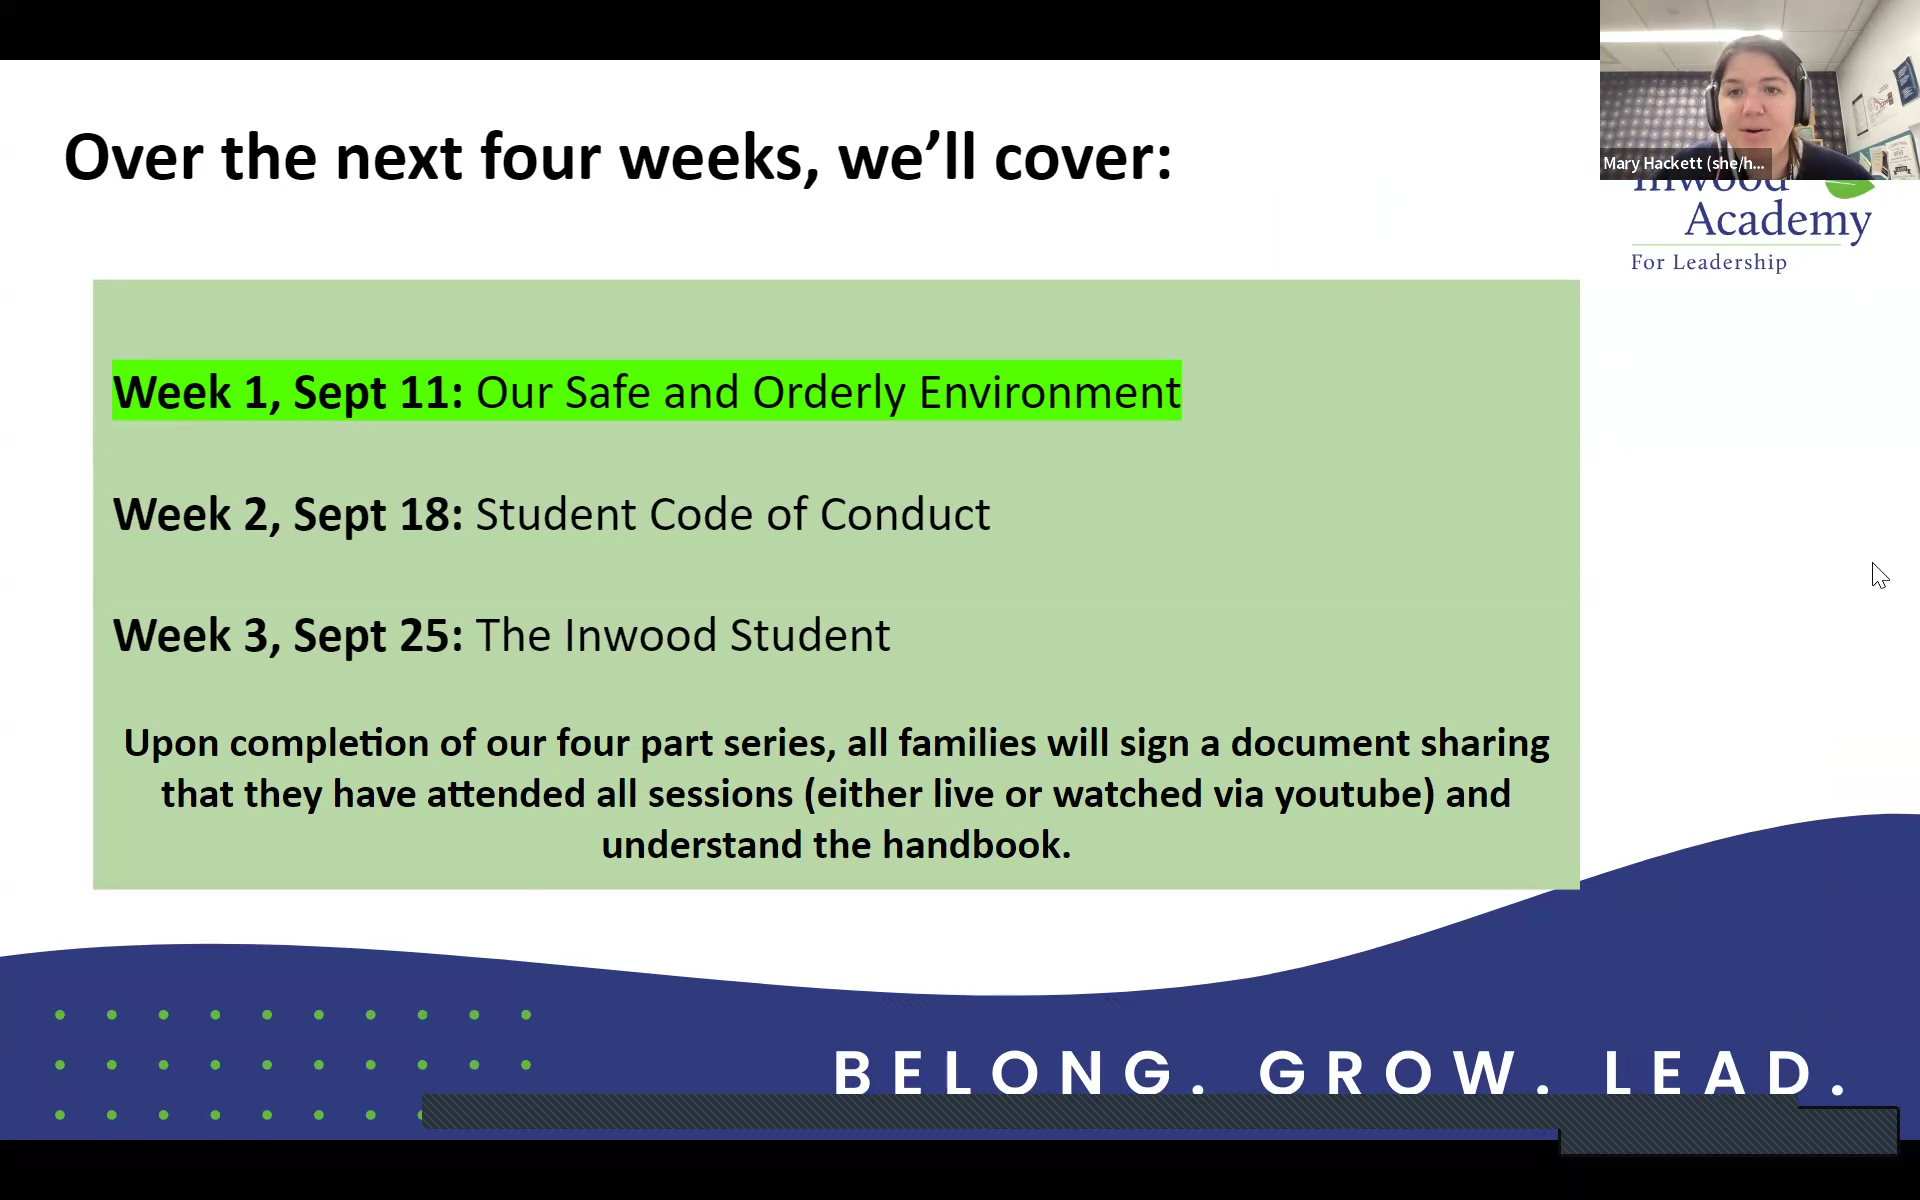 Over the next four weeks, we'll cover:
Mary Hackett (she/h...
Inwood
Academy
For Leadership
Week 1, Sept 11: Our Safe and Orderly Environment
Week 2, Sept 18: Student Code of Conduct
Week 3, Sept 25: The Inwood Student
Upon completion of our four part series, all families will sign a document sharing
that they have attended all sessions (either live or watched via youtube) and
understand the handbook.
BELONG. GROW. LEAD.